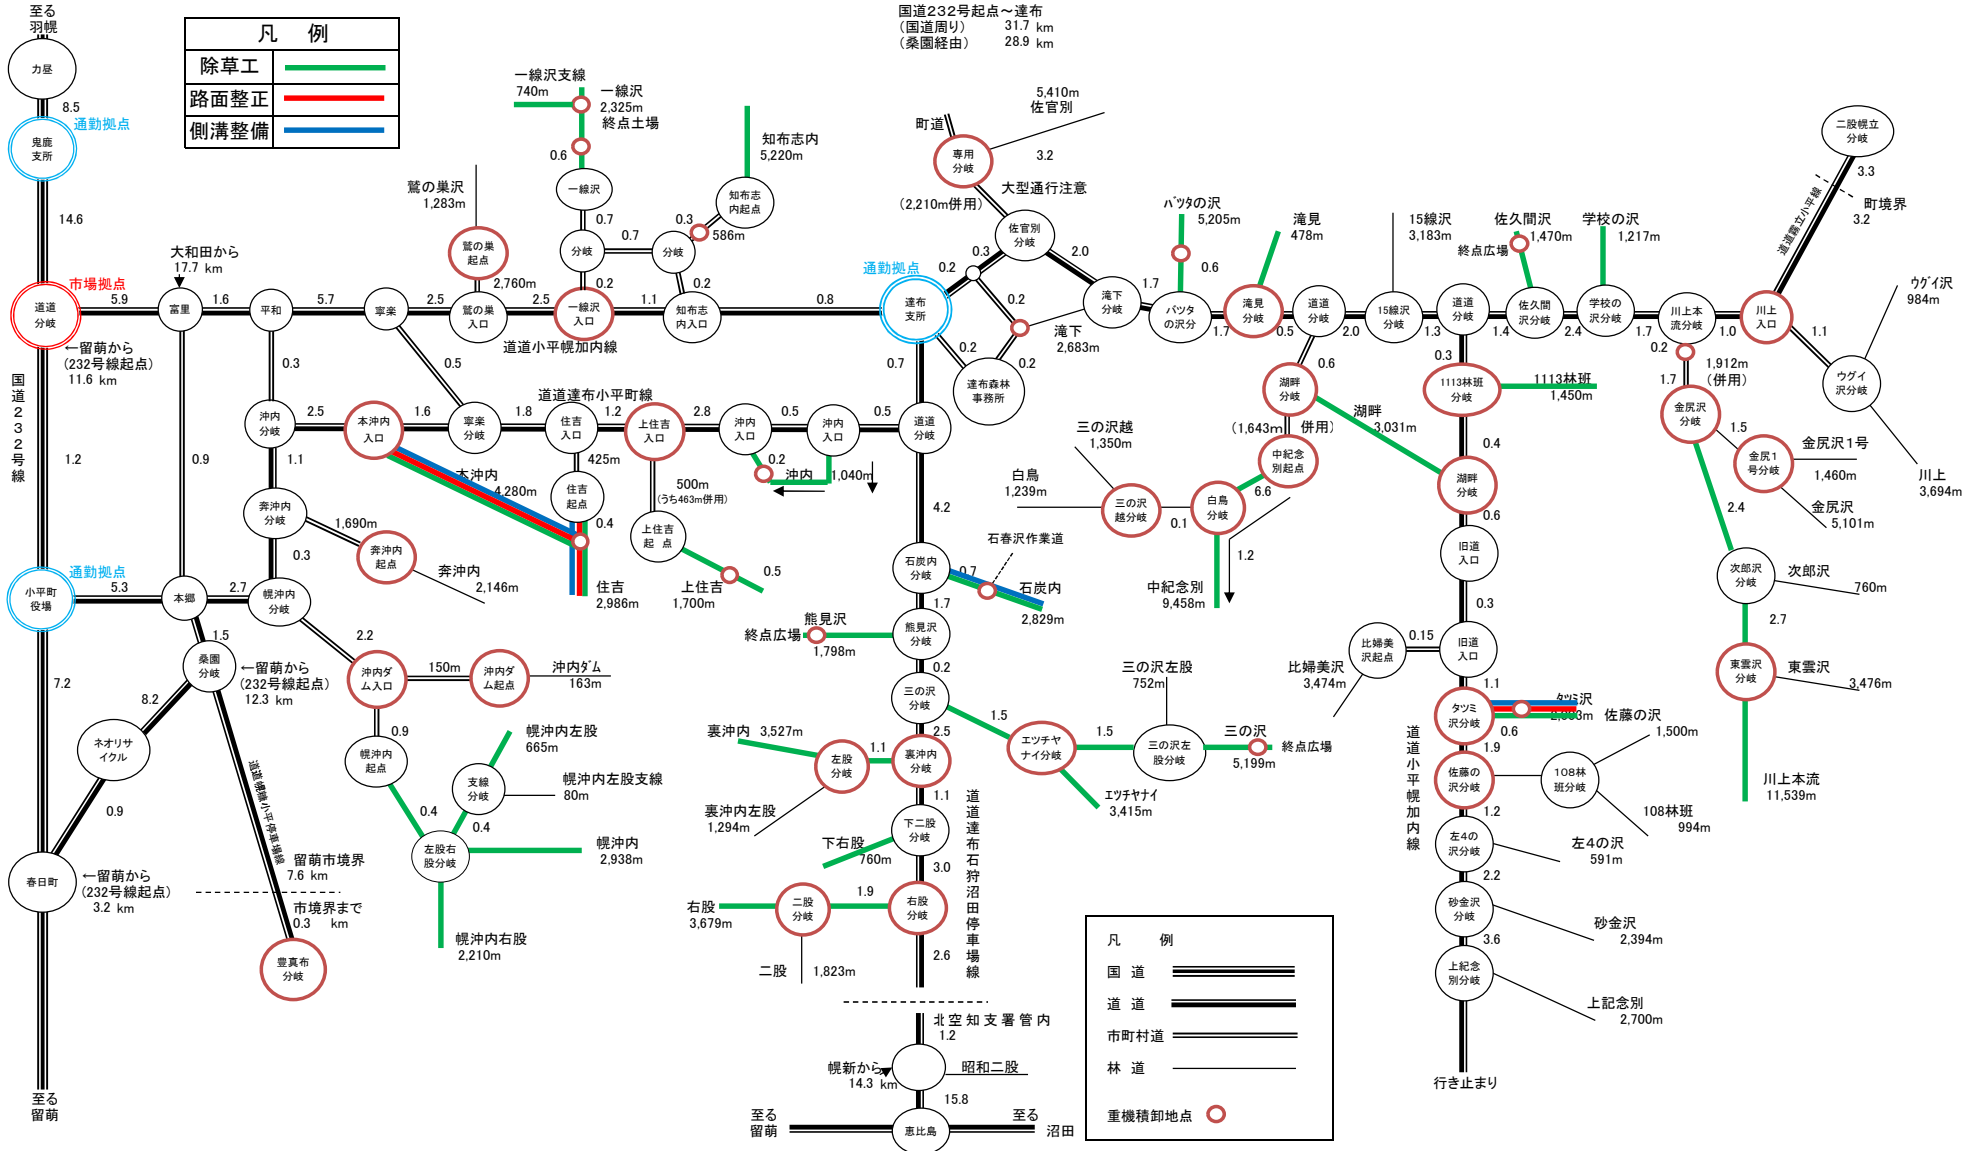 至る
羽幌
力昼
8.5
通勤拠点
鬼鹿
支所
14.6
市場拠点
道道
分岐
←留萌から
(232号線起点)
11.6 km
国道232号線
1.2
通勤拠点
小平町
役場
7.2
春日町
←留萌から
(232号線起点)
3.2 km
至る
留萌
凡 例
除草工
路面整正
側溝整備
国道232号起点～達布
(国道周り) 31.7 km
(桑園経由) 28.9 km
大和田から
17.7 km
5.9
富里
1.6
平和
5.7
寧楽
2.5
鷲の巣
入口
2.5
一線沢
入口
1.1
知布志
内入口
0.8
通勤拠点
達布
支所
道道小平幌加内線
鷲の巣沢
1,283m
鷲の巣
起点
2,760m
一線沢支線
740m
一線沢
2,325m
終点土場
0.6
一線沢
0.7
分岐
0.7
分岐
0.2
0.2
0.3
586m
知布志
内起点
知布志内
5,220m
0.9
0.3
0.5
沖内
分岐
2.5
本沖内
入口
1.6
寧楽
分岐
1.8
住吉
入口
1.2
上住吉
入口
2.8
沖内
入口
0.5
沖内
入口
0.5
道道
分岐
道道達布小平町線
0.7
1.1
奔沖内
分岐
1,690m
奔沖内
起点
奔沖内
2,146m
0.3
本沖内
4,280m
425m
住吉
起点
0.4
住吉
2,986m
500m
(うち463m併用)
上住吉
起 点
0.5
上住吉
1,700m
0.2
沖内
1,040m
5.3
本郷
2.7
幌沖内
分岐
2.2
沖内ダ
ム入口
150m
沖内ダ
ム起点
沖内ダム
163m
0.9
幌沖内
起点
0.4
左股右
股分岐
0.4
支線
分岐
幌沖内左股
665m
幌沖内左股支線
80m
幌沖内
2,938m
幌沖内右股
2,210m
1.5
桑園
分岐
←留萌から
(232号線起点)
12.3 km
8.2
ネオリサ
イクル
0.9
留萌市境界
7.6 km
市境界まで
0.3 km
豊真布
分岐
4.2
石炭内
分岐
0.7
石春沢作業道
石炭内
2,829m
1.7
熊見沢
分岐
熊見沢
終点広場
1,798m
0.2
三の沢
分岐
1.5
エツチヤ
ナイ分岐
エツチヤナイ
3,415m
1.5
三の沢左股
752m
三の沢左
股分岐
三の沢
5,199m
終点広場
2.5
裏沖内
分岐
1.1
左股
分岐
裏沖内 3,527m
裏沖内左股
1,294m
1.1
下二股
分岐
下右股
760m
3.0
右股
分岐
1.9
二股
分岐
右股
3,679m
二股 1,823m
2.6
道道達布石狩沼田停車場線
北空知支署管内
1.2
幌新から
14.3 km
昭和二股
15.8
恵比島
至る
留萌
至る
沼田
町道
専用
分岐
5,410m
佐官別
3.2
(2,210m併用)
大型通行注意
佐官別
分岐
0.2
0.3
2.0
0.2
滝下
分岐
滝下
2,683m
0.2
0.2
達布森林
事務所
1.7
バツタの沢
5,205m
0.6
バツタ
の沢分
1.7
滝見
478m
滝見
分岐
0.5
道道
分岐
2.0
15線沢
3,183m
15線沢
分岐
1.3
道道
分岐
1.4
佐久間沢
終点広場
1,470m
佐久間
沢分岐
2.4
学校の沢
1,217m
学校の
沢分岐
1.7
川上本
流分岐
1.0
川上
入口
道道霧立小平線
二股幌立
分岐
3.3
町境界
3.2
1.1
ウグイ
沢分岐
ウグイ沢
984m
川上
3,694m
0.2
1,912m
(併用)
1.7
金尻沢
分岐
1.5
金尻1
号分岐
金尻沢1号
1,460m
金尻沢
5,101m
2.4
次郎沢
分岐
次郎沢
760m
2.7
東雲沢
分岐
東雲沢
3,476m
川上本流
11,539m
0.6
湖畔
分岐
(1,643m 併用)
湖畔
3,031m
中紀念
別起点
6.6
白鳥
分岐
0.1
三の沢
越分岐
三の沢越
1,350m
白鳥
1,239m
1.2
中紀念別
9,458m
0.3
1113林班
分岐
1113林班
1,450m
0.4
湖畔
分岐
0.6
旧道
入口
0.3
旧道
入口
0.15
比婦美
沢起点
比婦美沢
3,474m
1.1
タツミ
沢分岐
タツミ沢
0.6
1.9
佐藤の
沢分岐
佐藤の沢
1,500m
108林
班分岐
108林班
994m
1.2
左4の
沢分岐
左4の沢
591m
2.2
砂金沢
分岐
砂金沢
2,394m
3.6
上紀念
別分岐
上記念別
2,700m
道道小平幌加内線
行き止まり
凡 例
国 道
道 道
市町村道
林 道
重機積卸地点